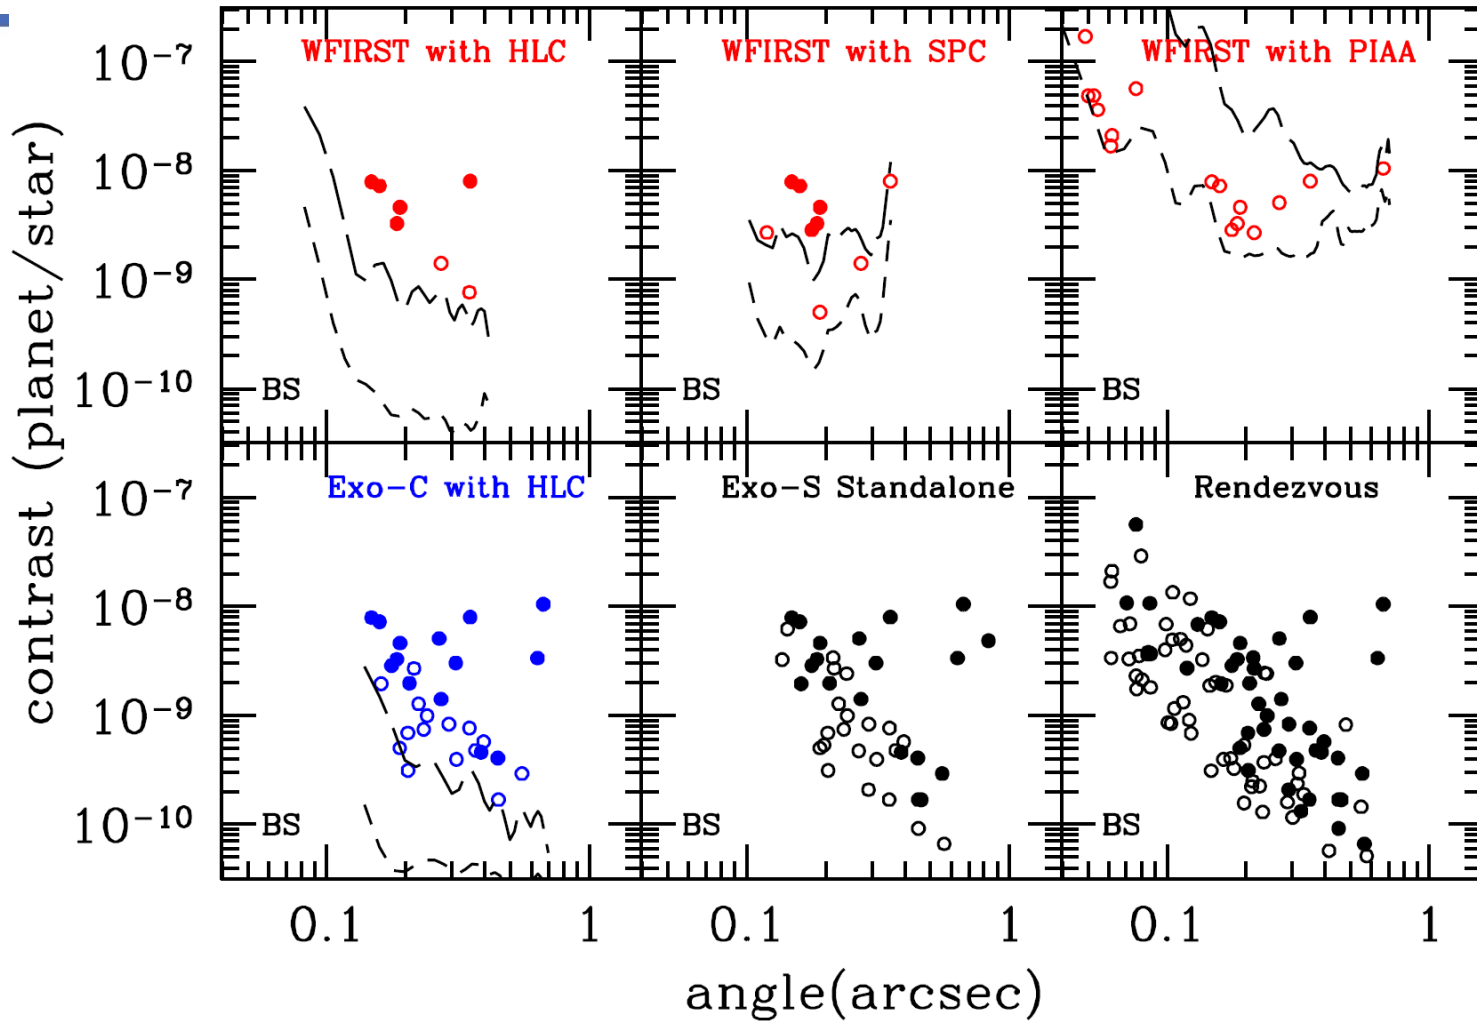 WFIRST with HLC
WFIRST with SPC
WFIRST with PIAA
10⁻⁷
10⁻⁸
10⁻⁹
10⁻¹⁰
BS
BS
BS
Exo-C with HLC
Exo-S Standalone
Rendezvous
10⁻⁷
10⁻⁸
10⁻⁹
10⁻¹⁰
BS
BS
BS
contrast (planet/star)
0.1 1 0.1 1 0.1 1
angle(arcsec)